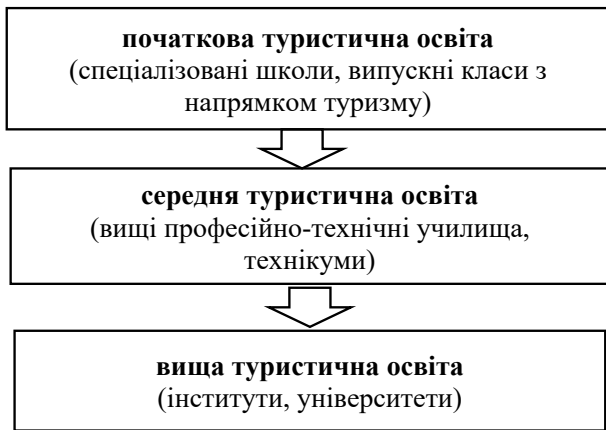 початкова туристична освіта
(спеціалізовані школи, випускні класи з
напрямком туризму)
середня туристична освіта
(вищі професійно-технічні училища,
технікуми)
вища туристична освіта
(інститути, університети)